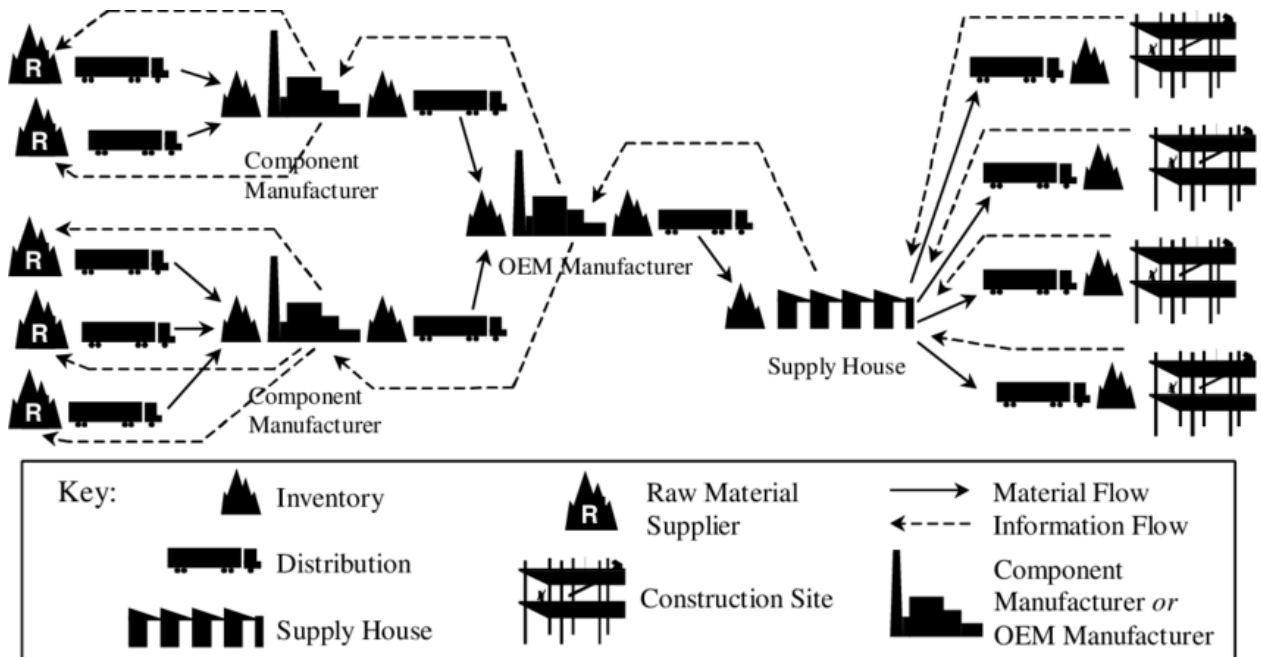 R
R
Component
Manufacturer
R
R
R
Component
Manufacturer
OEM Manufacturer
Supply House
Key:
Inventory
Distribution
Supply House
R
Raw Material
Supplier
Construction Site
Material Flow
Information Flow
Component
Manufacturer or
OEM Manufacturer